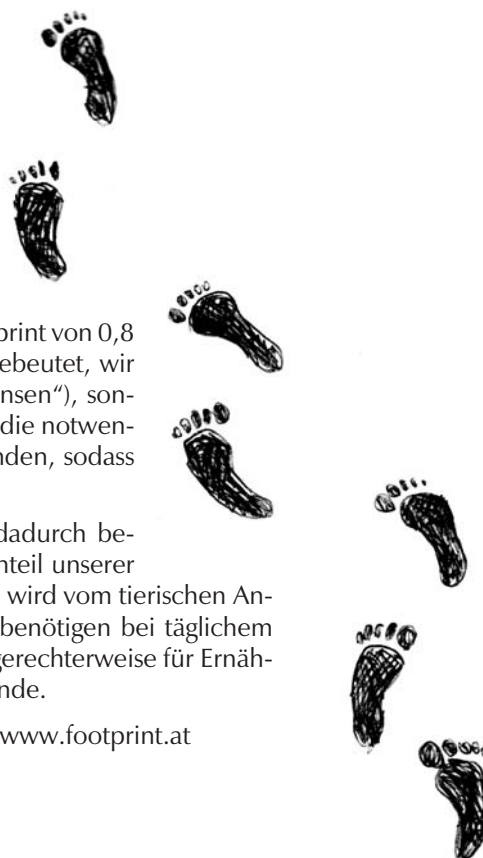 print von 0,8
ebeutet, wir
nsen“), son-
die notwen-
nden, sodass
dadurch be-
nteil unserer
wird vom tierischen An-
benötigen bei täglichem
gerechterweise für Ernäh-
nde.
www.footprint.at